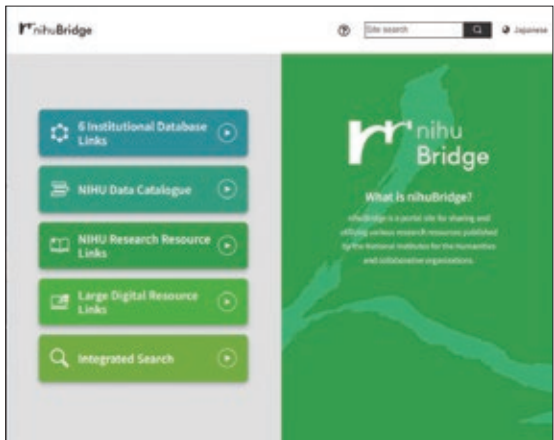 nihuBridge
Site search
Japanese
6 Institutional Database
Links
NIHU Data Catalogue
NIHU Research Resource
Links
Large Digital Resource
Links
Integrated Search
nihu
Bridge
What is nihuBridge?
nihuBridge is a portal site for sharing and
utilizing various research resources published
by the National Institutes for the Humanities
and collaborative organizations.